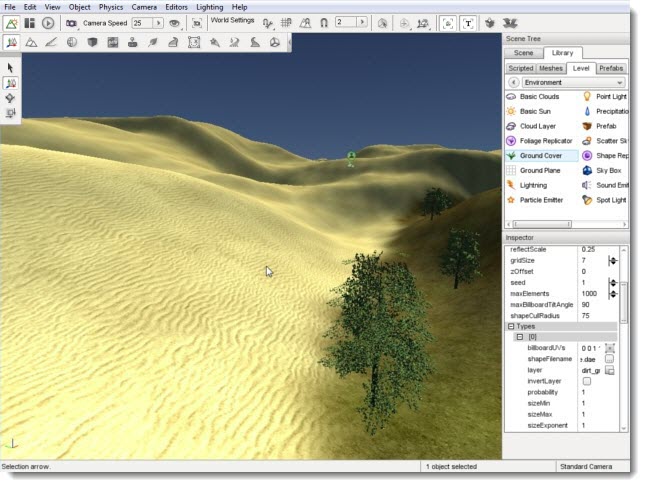 File Edit View Object Physics Camera Editors Lighting Help
Camera Speed 25 World Settings 2
Scene Tree
Scene Library
Scripted Meshes Level Prefabs
Environment
Basic Clouds Point Light
Basic Sun Precipitatio
Cloud Layer Prefab
Foliage Replicator Scatter Sky
Ground Cover Shape Rep
Ground Plane Sky Box
Lightning Sound Emit
Particle Emitter Spot Light
Inspector
reflectScale 0.25
gridSize 7
zOffset 0
seed 1
maxElements 1000
maxBillboardTiltAngle 90
shapeCullRadius 75
Types
[0]
billboardUVs 0 0 1
shapeFilename e.dae
layer dirt_gr
invertLayer
probability 1
sizeMin 1
sizeMax 1
sizeExponent 1
Selection arrow. 1 object selected Standard Camera